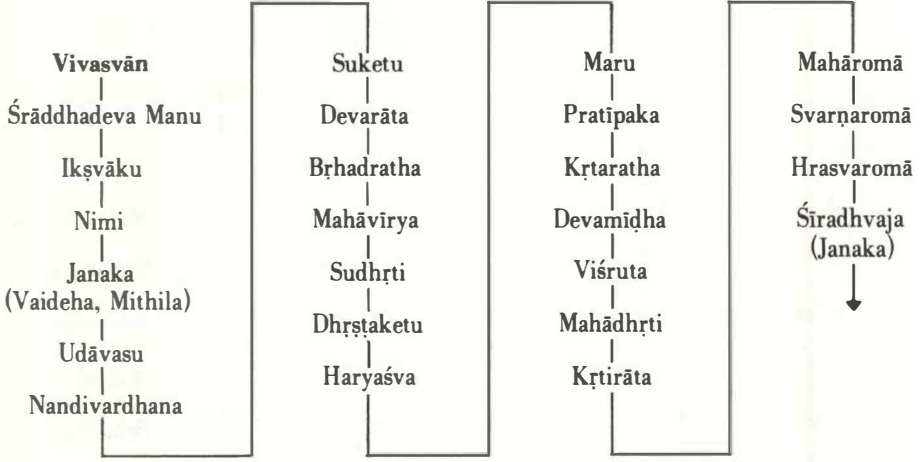 Vivasvān
Śrāddhadeva Manu
Ikṣvāku
Nimi
Janaka
(Vaideha, Mithila)
Udāvasu
Nandivardhana
Suketu
Devarāta
Bṛhadratha
Mahāvīrya
Sudhṛti
Dhṛṣṭaketu
Haryaśva
Maru
Pratīpaka
Kṛtaratha
Devamīḍha
Viśruta
Mahādhṛti
Kṛtirāta
Mahāromā
Svarṇaromā
Hrasvaromā
Śīradhvaja
(Janaka)